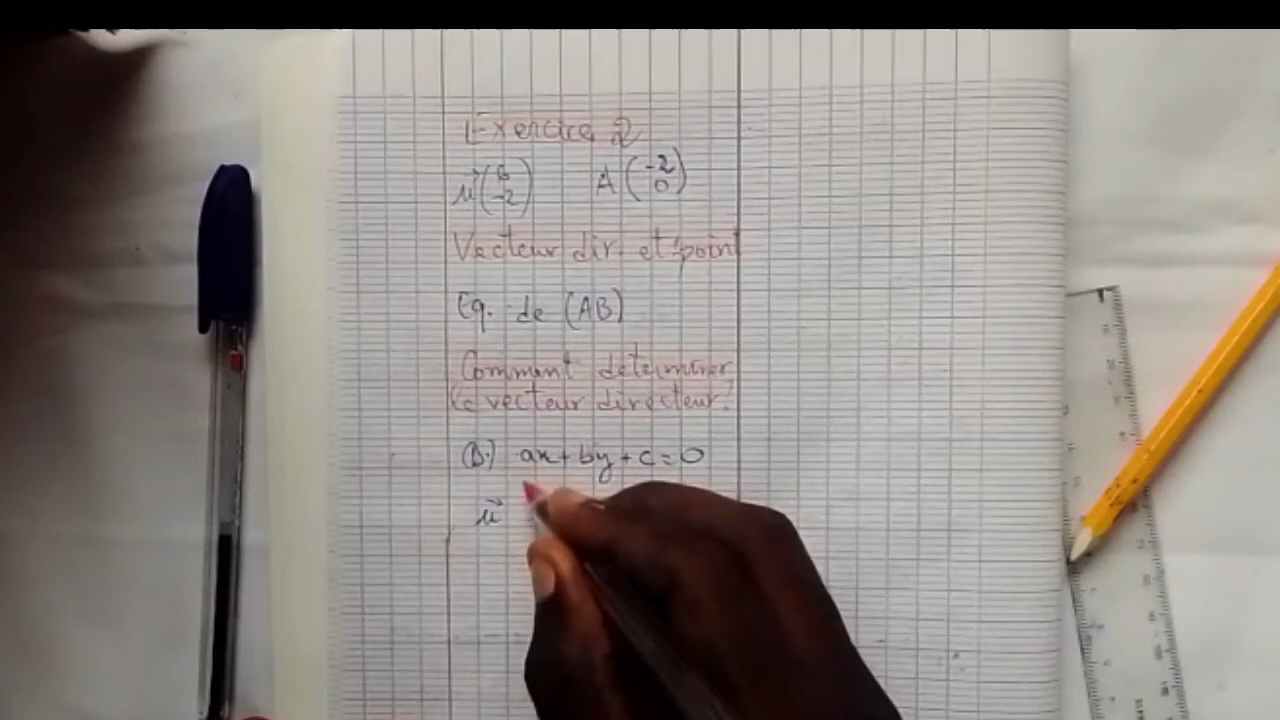 Exercice 2
u⃗ (6 -2) A (-2 0)
Vecteur dir. et point
Eq. de (AB)
Comment déterminer
le vecteur directeur?
(D) ax + by + c = 0
u⃗